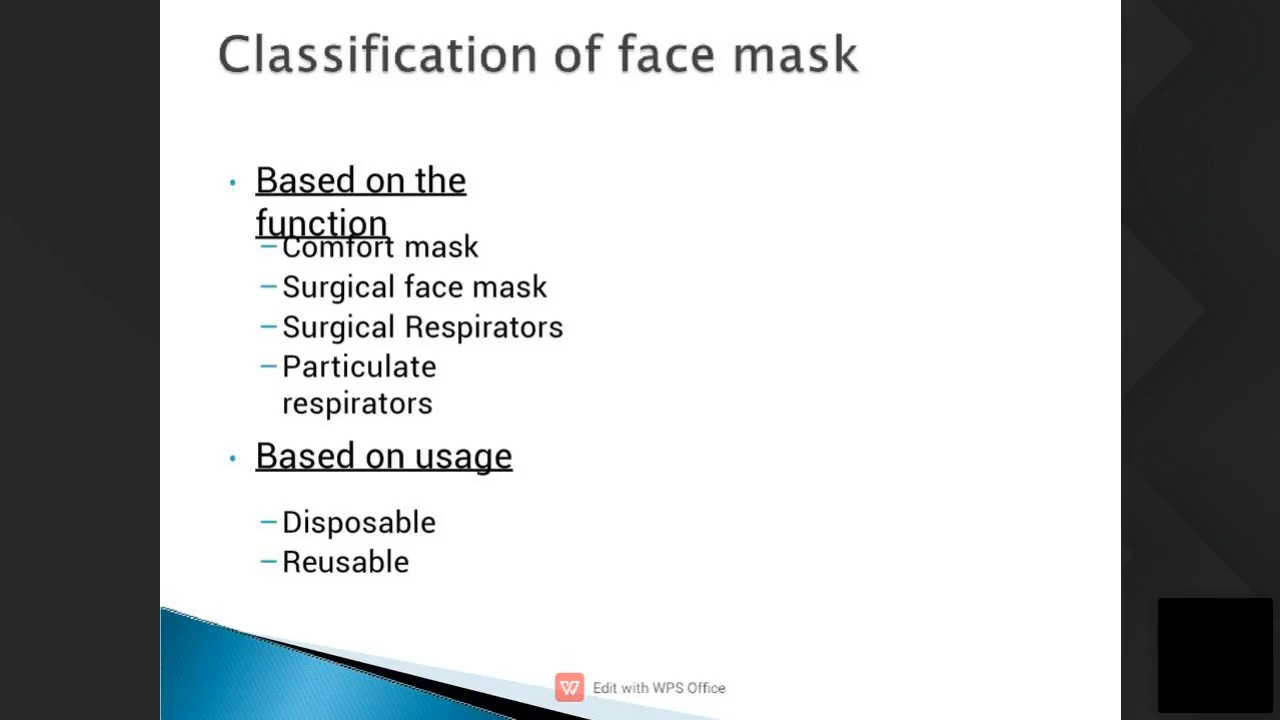 Classification of face mask
• Based on the
function
– Comfort mask
– Surgical face mask
– Surgical Respirators
– Particulate
respirators
• Based on usage
– Disposable
– Reusable
Edit with WPS Office